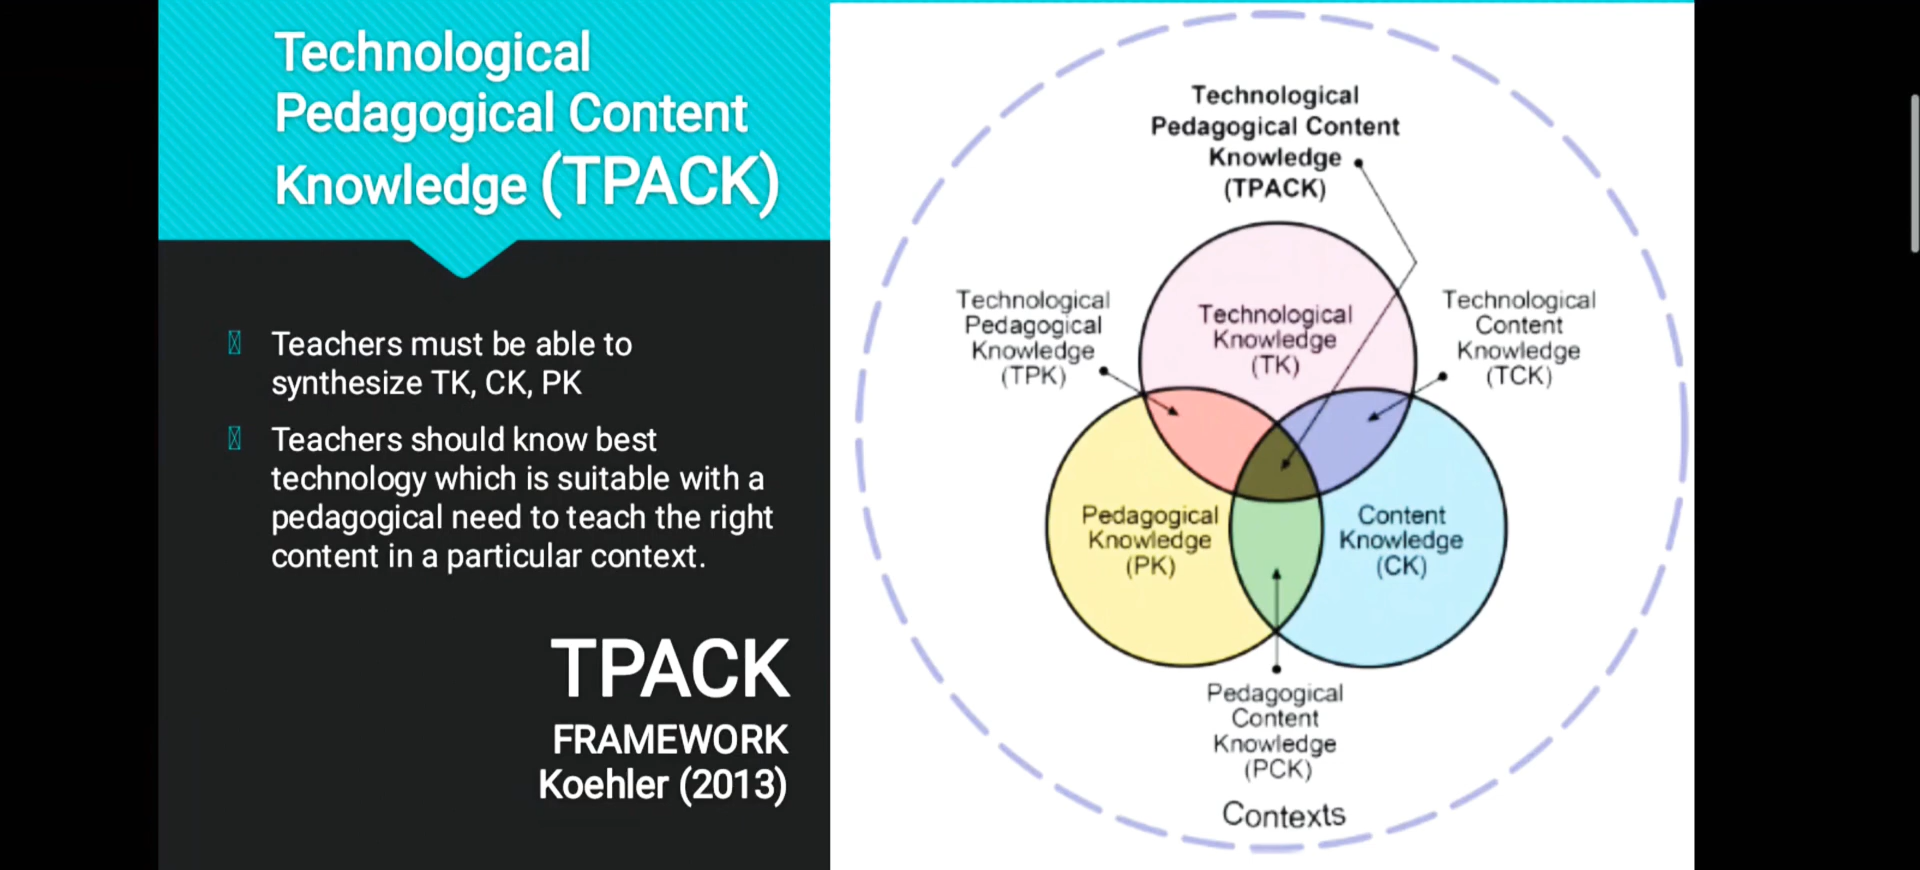 Technological
Pedagogical Content
Knowledge (TPACK)
Teachers must be able to
synthesize TK, CK, PK
Teachers should know best
technology which is suitable with a
pedagogical need to teach the right
content in a particular context.
TPACK
FRAMEWORK
Koehler (2013)
Technological
Pedagogical Content
Knowledge
(TPACK)
Technological
Pedagogical
Knowledge
(TPK)
Technological
Knowledge
(TK)
Technological
Content
Knowledge
(TCK)
Pedagogical
Knowledge
(PK)
Content
Knowledge
(CK)
Pedagogical
Content
Knowledge
(PCK)
Contexts